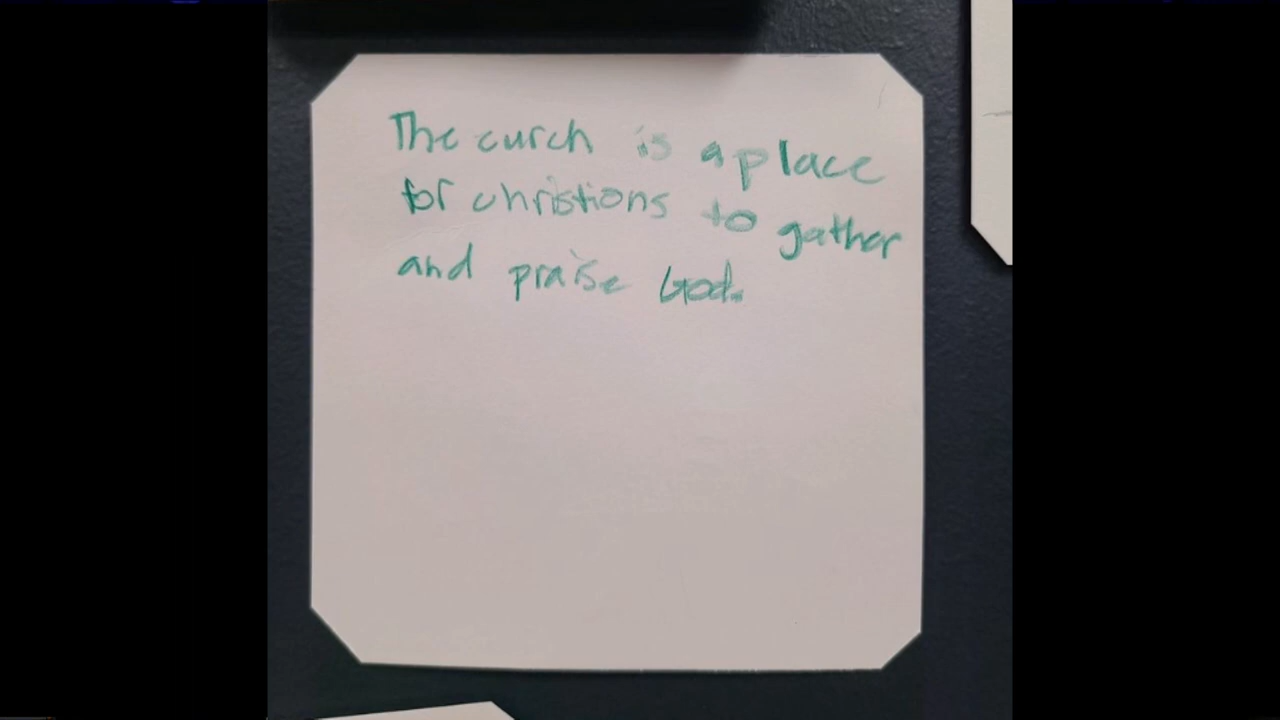 The curch is a place
for christions to gather
and praise God.